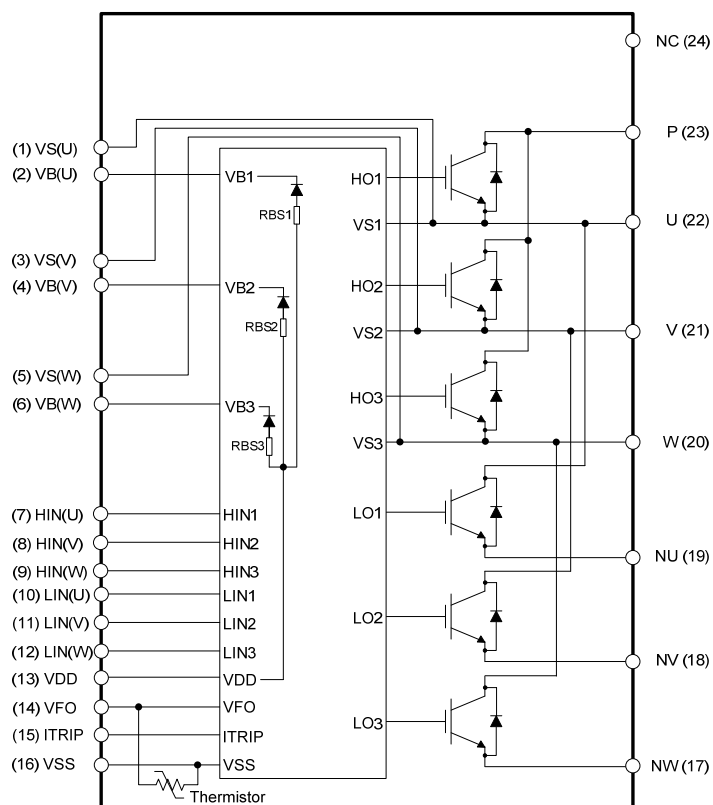 NC (24)
P (23)
(1) VS(U)
(2) VB(U)
VB1
HO1
RBS1
VS1
U (22)
(3) VS(V)
(4) VB(V)
VB2
HO2
RBS2
VS2
V (21)
(5) VS(W)
(6) VB(W)
VB3
HO3
RBS3
VS3
W (20)
(7) HIN(U)
HIN1
LO1
(8) HIN(V)
HIN2
NU (19)
(9) HIN(W)
HIN3
(10) LIN(U)
LIN1
(11) LIN(V)
LIN2
LO2
(12) LIN(W)
LIN3
NV (18)
(13) VDD
VDD
(14) VFO
VFO
LO3
(15) ITRIP
ITRIP
(16) VSS
VSS
NW (17)
Thermistor